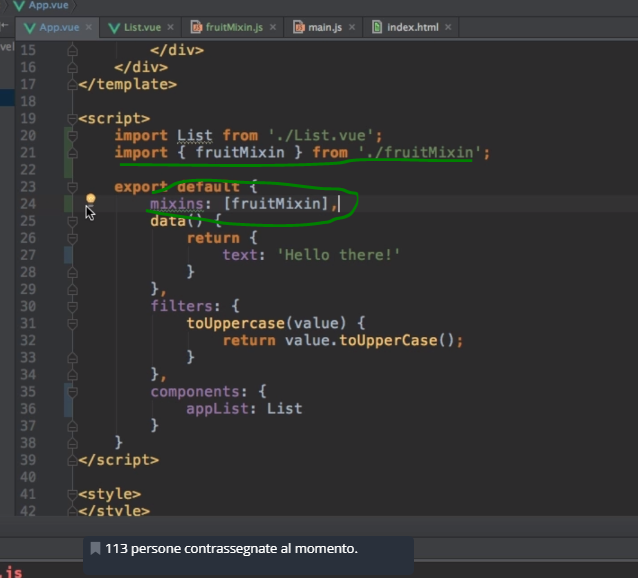 App.vue
App.vue × List.vue × fruitMixin.js × main.js × index.html ×
vel
15 </div>
16 </div>
17 </template>
18
19 <script>
20 import List from './List.vue';
21 import { fruitMixin } from './fruitMixin';
22
23 export default {
24 mixins: [fruitMixin],
25 data() {
26 return {
27 text: 'Hello there!'
28 }
29 },
30 filters: {
31 toUppercase(value) {
32 return value.toUpperCase();
33 }
34 },
35 components: {
36 appList: List
37 }
38 }
39 </script>
40
41 <style>
42 </style>
113 persone contrassegnate al momento.
.js